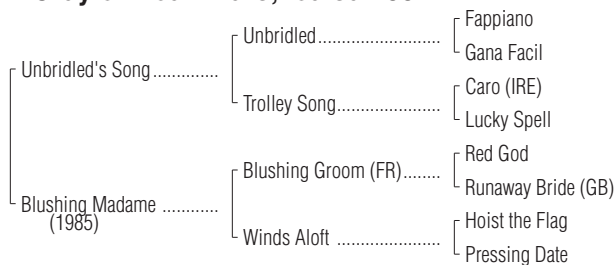 Fappiano
Unbridled...........................
Gana Facil
Unbridled's Song..............
Caro (IRE)
Trolley Song.......................
Lucky Spell
Red God
Blushing Groom (FR)........
Runaway Bride (GB)
Blushing Madame ............
(1985)
Hoist the Flag
Winds Aloft .......................
Pressing Date